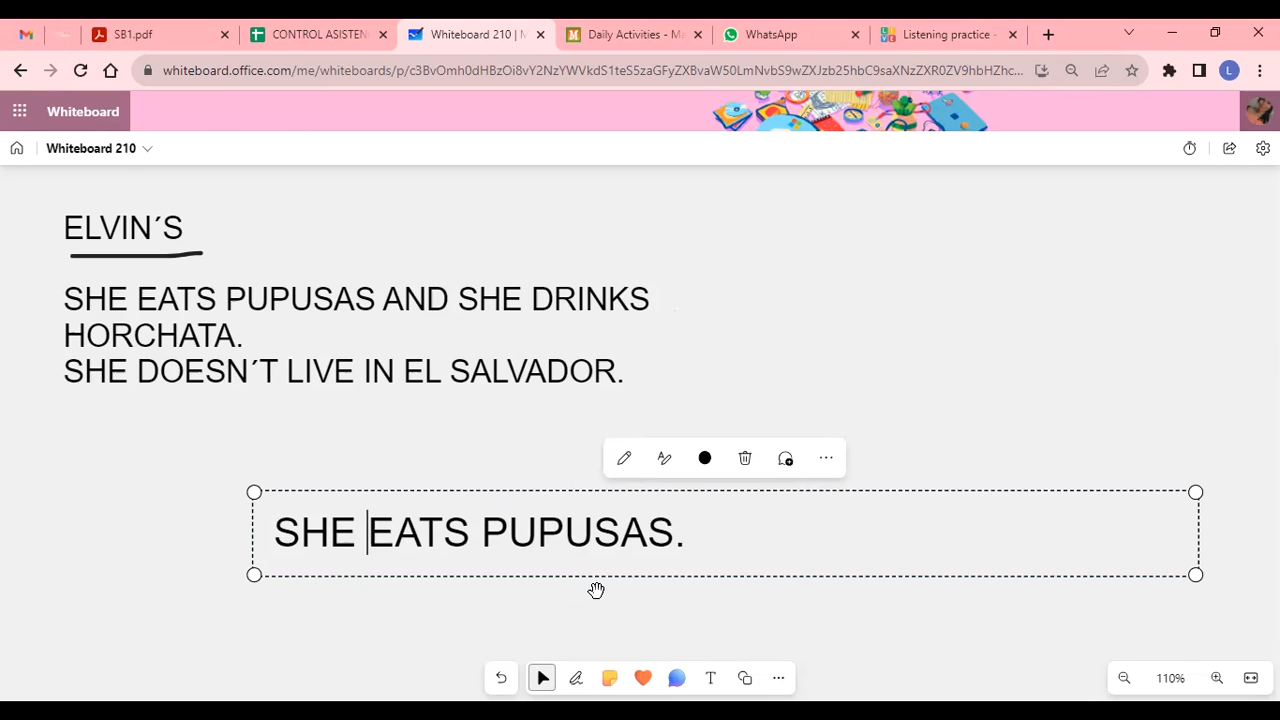 SB1.pdf
CONTROL ASISTEN
Whiteboard 210 | M
Daily Activities - Ma
WhatsApp
Listening practice -
whiteboard.office.com/me/whiteboards/p/
L
Whiteboard
Whiteboard 210
ELVIN´S
SHE EATS PUPUSAS AND SHE DRINKS
HORCHATA.
SHE DOESN´T LIVE IN EL SALVADOR.
SHE EATS PUPUSAS.
110%